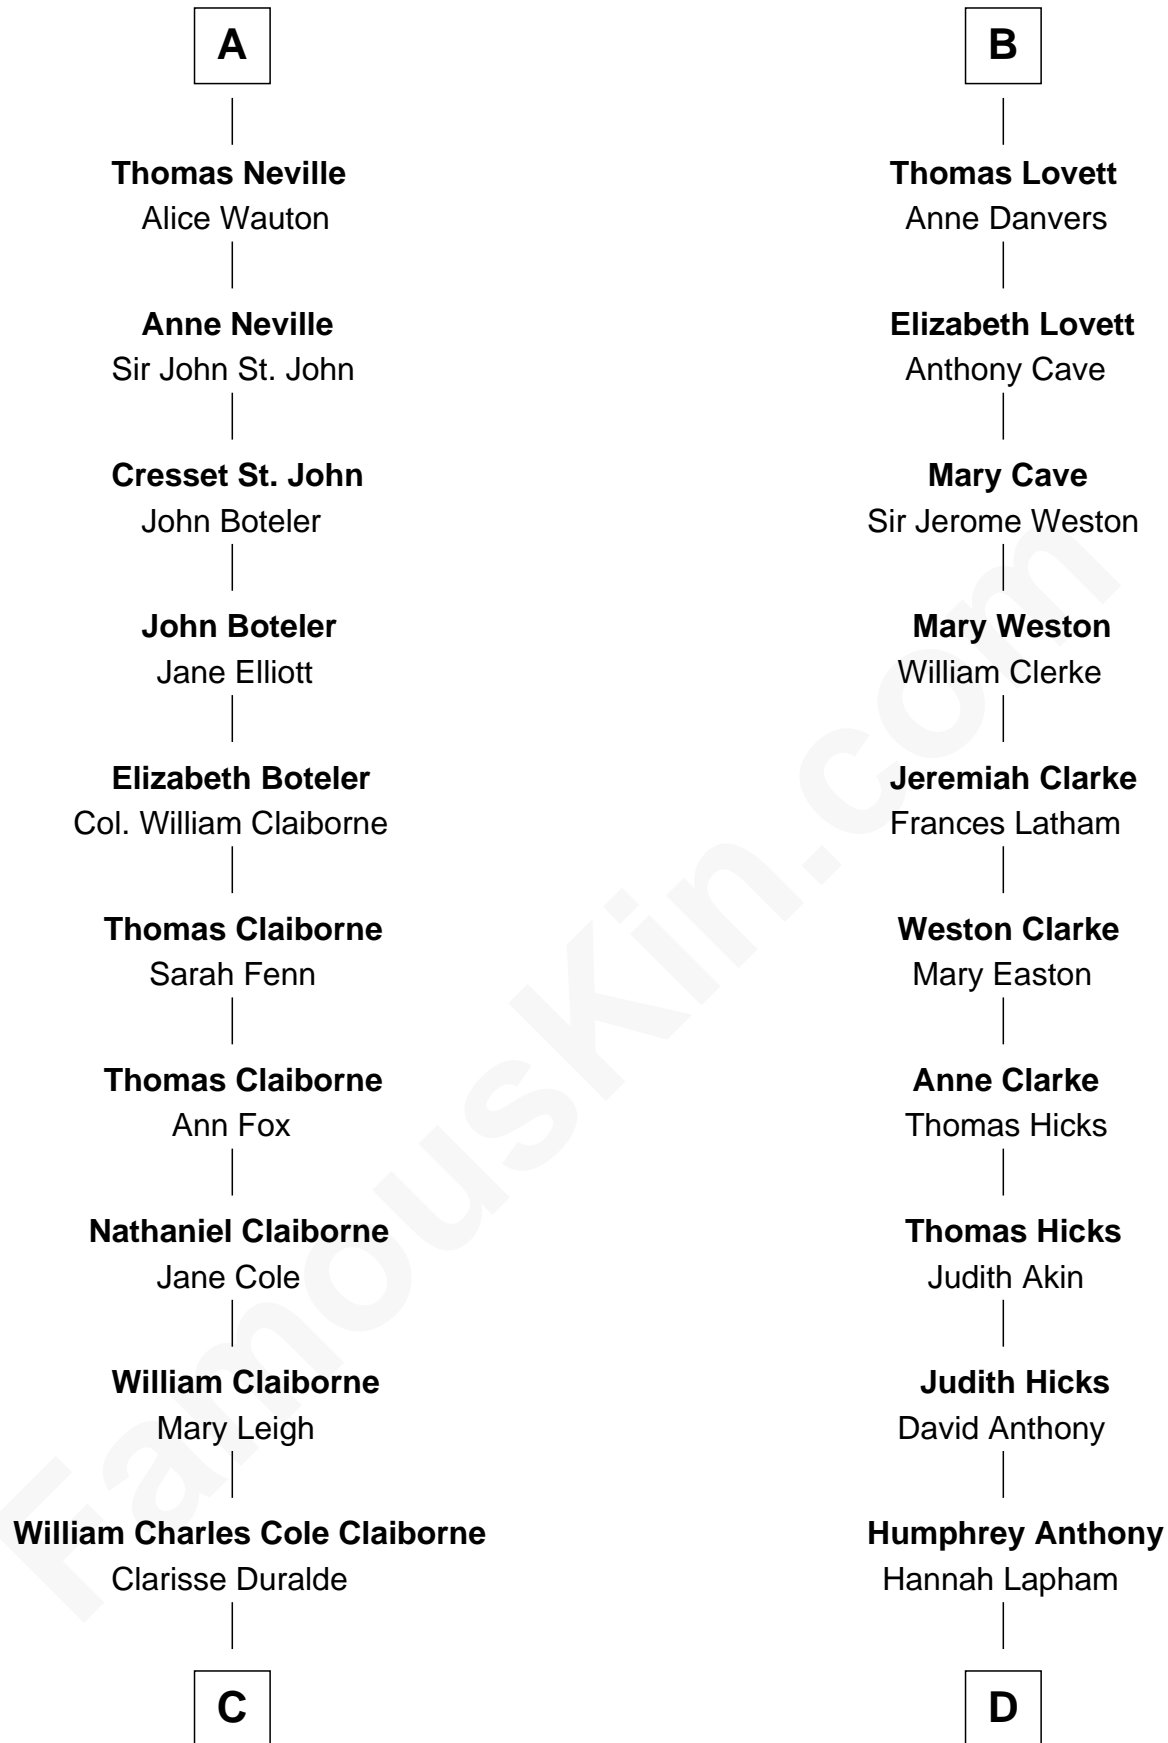 A
Thomas Neville
Alice Wauton
Anne Neville
Sir John St. John
Cresset St. John
John Boteler
John Boteler
Jane Elliott
Elizabeth Boteler
Col. William Claiborne
Thomas Claiborne
Sarah Fenn
Thomas Claiborne
Ann Fox
Nathaniel Claiborne
Jane Cole
William Claiborne
Mary Leigh
William Charles Cole Claiborne
Clarisse Duralde
C
B
Thomas Lovett
Anne Danvers
Elizabeth Lovett
Anthony Cave
Mary Cave
Sir Jerome Weston
Mary Weston
William Clerke
Jeremiah Clarke
Frances Latham
Weston Clarke
Mary Easton
Anne Clarke
Thomas Hicks
Thomas Hicks
Judith Akin
Judith Hicks
David Anthony
Humphrey Anthony
Hannah Lapham
D
FamousKin.com